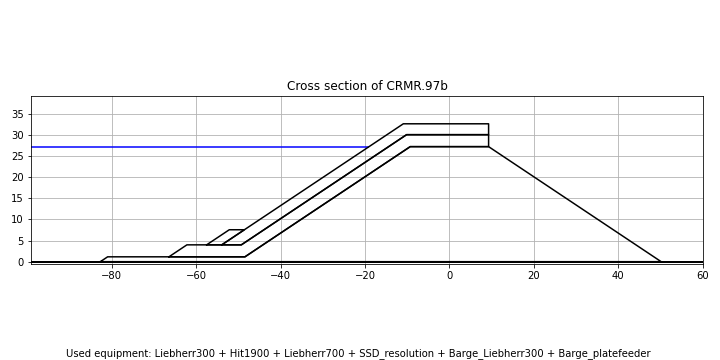 Cross section of CRMR.97b
35
30
25
20
15
10
5
0
−80 −60 −40 −20 0 20 40 60
Used equipment: Liebherr300 + Hit1900 + Liebherr700 + SSD_resolution + Barge_Liebherr300 + Barge_platefeeder